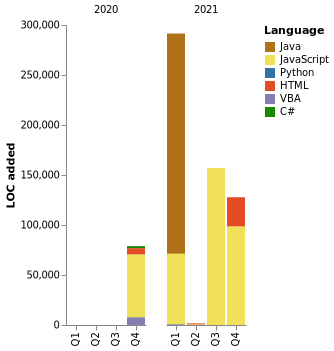 2020 2021
Language
Java
JavaScript
Python
HTML
VBA
C#
LOC added
300,000
250,000
200,000
150,000
100,000
50,000
0
Q1 Q2 Q3 Q4 Q1 Q2 Q3 Q4